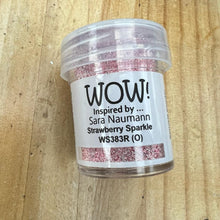 WOW!
Inspired by ...
Sara Naumann
Strawberry Sparkle
WS383R (O)